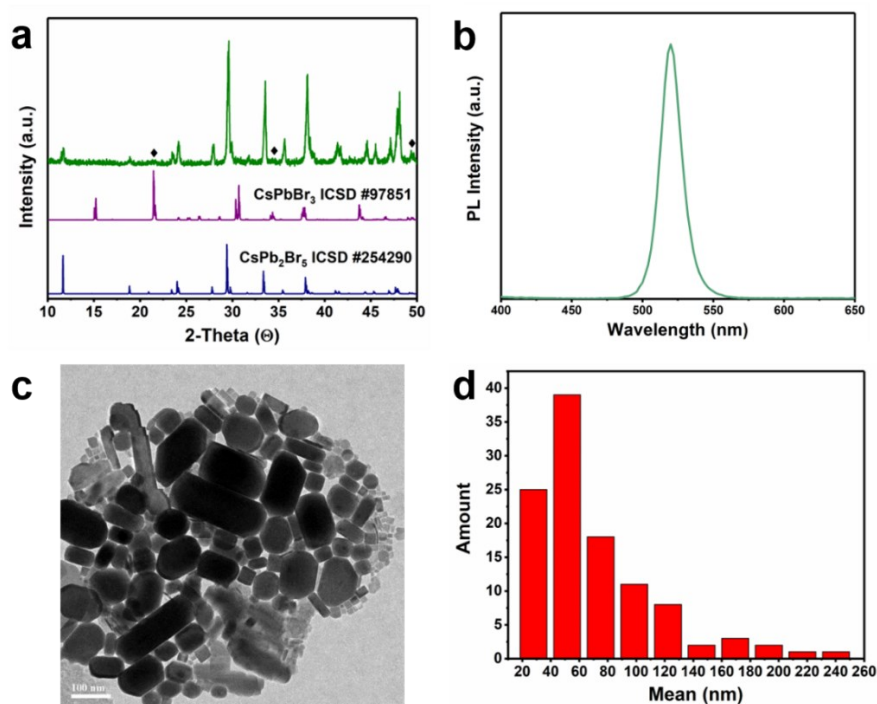 a
Intensity (a.u.)
CsPbBr₃ ICSD #97851
CsPb₂Br₅ ICSD #254290
10 15 20 25 30 35 40 45 50
2-Theta (Θ)
b
PL Intensity (a.u.)
400 450 500 550 600 650
Wavelength (nm)
c
100 nm
d
Amount
40
35
30
25
20
15
10
5
0
20 40 60 80 100 120 140 160 180 200 220 240 260
Mean (nm)